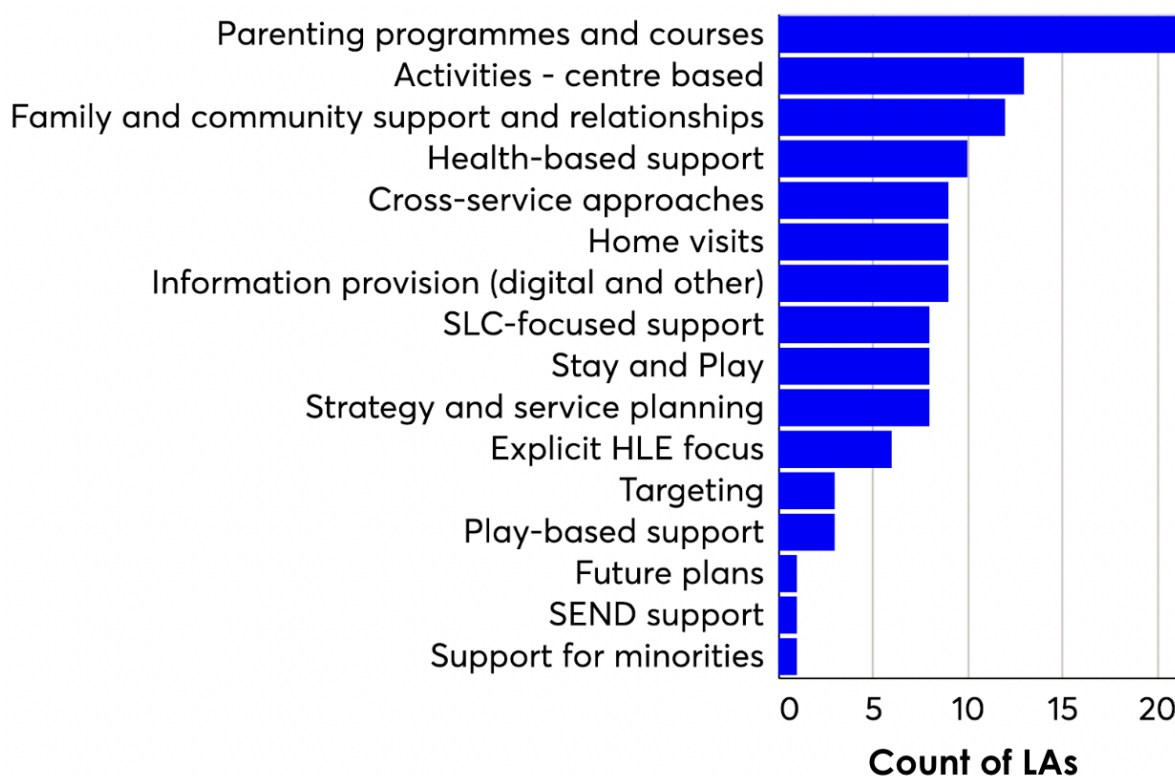 Parenting programmes and courses
Activities - centre based
Family and community support and relationships
Health-based support
Cross-service approaches
Home visits
Information provision (digital and other)
SLC-focused support
Stay and Play
Strategy and service planning
Explicit HLE focus
Targeting
Play-based support
Future plans
SEND support
Support for minorities
0 5 10 15 20
Count of LAs